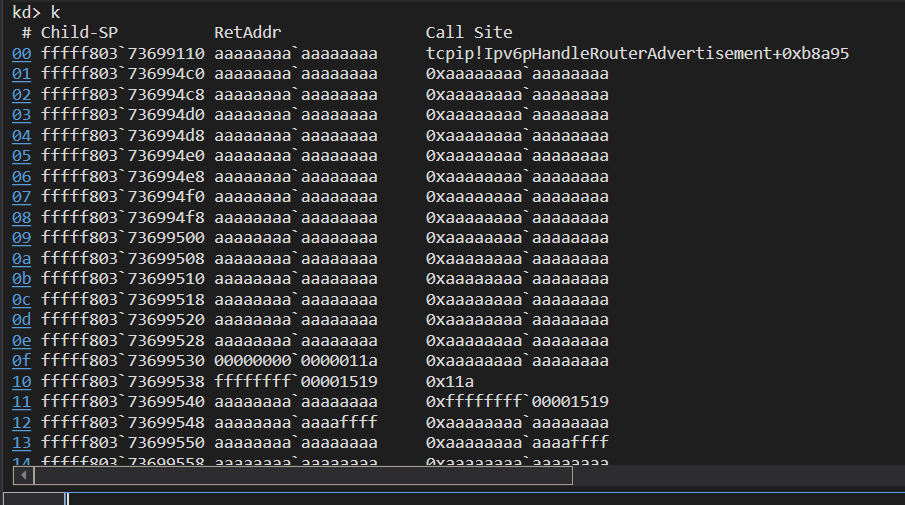 kd> k
# Child-SP RetAddr Call Site
00 fffff803`73699110 aaaaaaaa`aaaaaaaa tcpip!Ipv6pHandleRouterAdvertisement+0xb8a95
01 fffff803`736994c0 aaaaaaaa`aaaaaaaa 0xaaaaaaaa`aaaaaaaa
02 fffff803`736994c8 aaaaaaaa`aaaaaaaa 0xaaaaaaaa`aaaaaaaa
03 fffff803`736994d0 aaaaaaaa`aaaaaaaa 0xaaaaaaaa`aaaaaaaa
04 fffff803`736994d8 aaaaaaaa`aaaaaaaa 0xaaaaaaaa`aaaaaaaa
05 fffff803`736994e0 aaaaaaaa`aaaaaaaa 0xaaaaaaaa`aaaaaaaa
06 fffff803`736994e8 aaaaaaaa`aaaaaaaa 0xaaaaaaaa`aaaaaaaa
07 fffff803`736994f0 aaaaaaaa`aaaaaaaa 0xaaaaaaaa`aaaaaaaa
08 fffff803`736994f8 aaaaaaaa`aaaaaaaa 0xaaaaaaaa`aaaaaaaa
09 fffff803`73699500 aaaaaaaa`aaaaaaaa 0xaaaaaaaa`aaaaaaaa
0a fffff803`73699508 aaaaaaaa`aaaaaaaa 0xaaaaaaaa`aaaaaaaa
0b fffff803`73699510 aaaaaaaa`aaaaaaaa 0xaaaaaaaa`aaaaaaaa
0c fffff803`73699518 aaaaaaaa`aaaaaaaa 0xaaaaaaaa`aaaaaaaa
0d fffff803`73699520 aaaaaaaa`aaaaaaaa 0xaaaaaaaa`aaaaaaaa
0e fffff803`73699528 aaaaaaaa`aaaaaaaa 0xaaaaaaaa`aaaaaaaa
0f fffff803`73699530 00000000`0000011a 0xaaaaaaaa`aaaaaaaa
10 fffff803`73699538 ffffffff`00001519 0x11a
11 fffff803`73699540 aaaaaaaa`aaaaaaaa 0xffffffff`00001519
12 fffff803`73699548 aaaaaaaa`aaaaffff 0xaaaaaaaa`aaaaaaaa
13 fffff803`73699550 aaaaaaaa`aaaaaaaa 0xaaaaaaaa`aaaaffff
14 fffff803`73699558 aaaaaaaa`aaaaaaaa 0xaaaaaaaa`aaaaaaaa